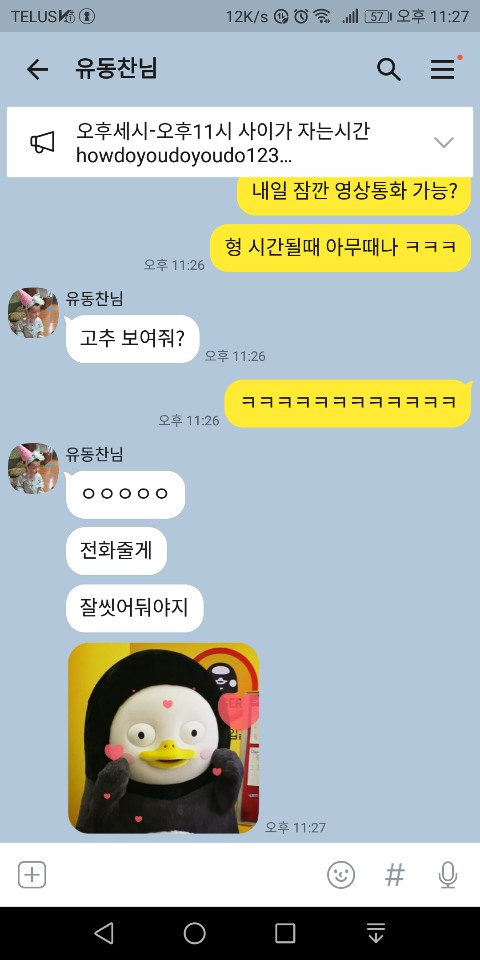 TELUS
12K/s
57
오후 11:27
유동찬님
오후세시-오후11시 사이가 자는시간
howdoyoudoyoudo123...
내일 잠깐 영상통화 가능?
형 시간될때 아무때나 ㅋㅋㅋ
오후 11:26
유동찬님
고추 보여줘?
오후 11:26
ㅋㅋㅋㅋㅋㅋㅋㅋㅋㅋㅋㅋ
오후 11:26
유동찬님
ㅇㅇㅇㅇㅇ
전화줄게
잘씻어둬야지
오후 11:27
#